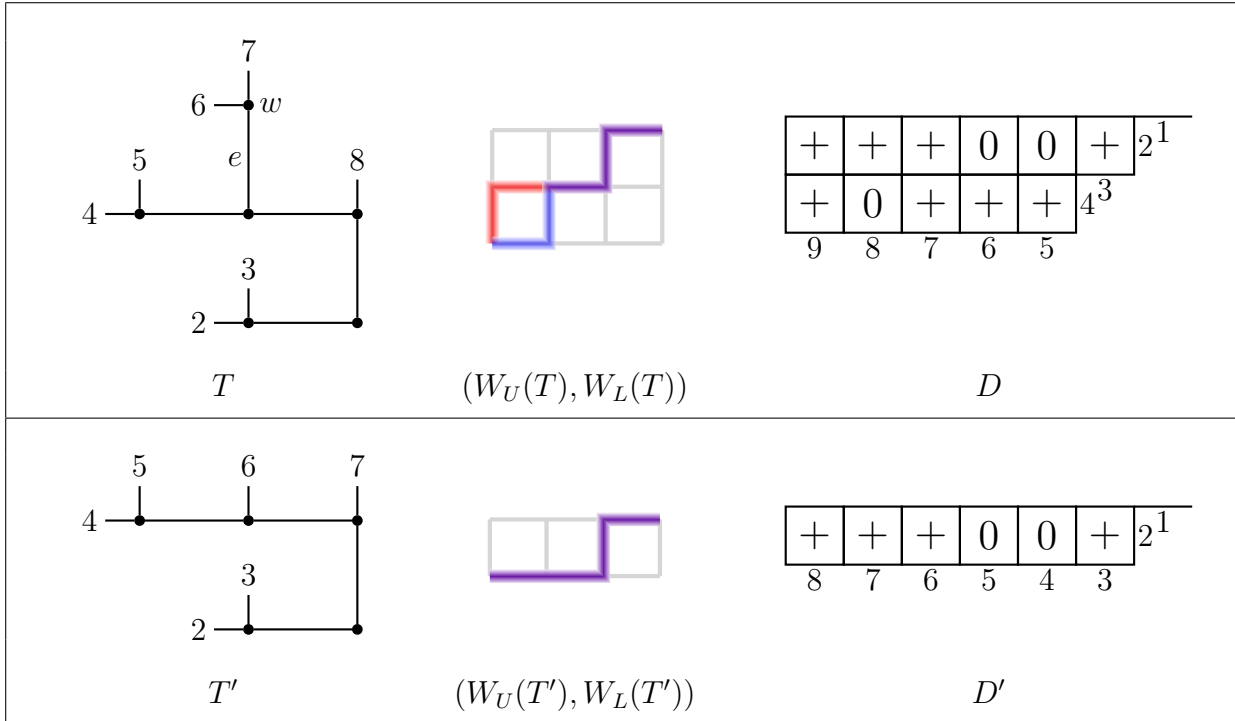 7
6 w
5 e 8
4
3
2
+ + + 0 0 + 2 1
+ 0 + + + 4 3
9 8 7 6 5
T (W_U(T), W_L(T)) D
5 6 7
4
3
2
+ + + 0 0 + 2 1
8 7 6 5 4 3
T′ (W_U(T′), W_L(T′)) D′